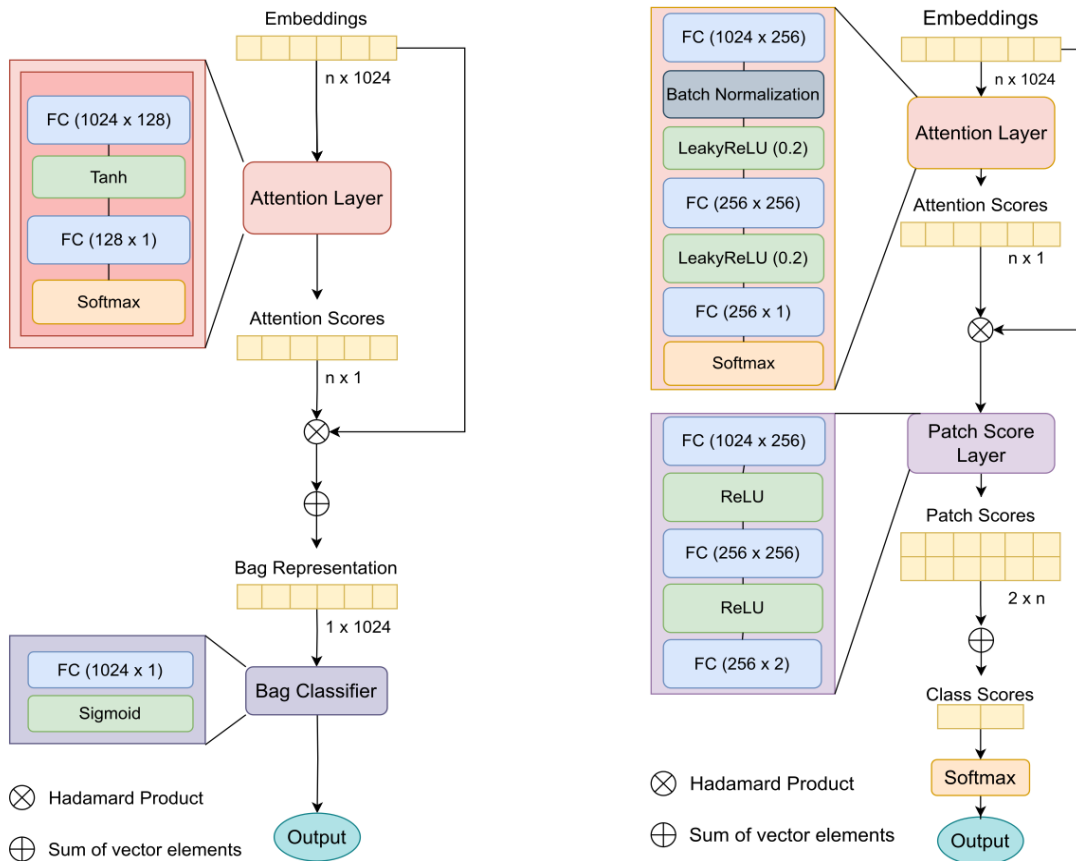 Embeddings
n x 1024
FC (1024 x 128)
Tanh
FC (128 x 1)
Softmax
Attention Layer
Attention Scores
n x 1
Bag Representation
1 x 1024
FC (1024 x 1)
Sigmoid
Bag Classifier
Hadamard Product
Sum of vector elements
Output
FC (1024 x 256)
Batch Normalization
LeakyReLU (0.2)
FC (256 x 256)
LeakyReLU (0.2)
FC (256 x 1)
Softmax
Embeddings
n x 1024
Attention Layer
Attention Scores
n x 1
FC (1024 x 256)
ReLU
FC (256 x 256)
ReLU
FC (256 x 2)
Patch Score
Layer
Patch Scores
2 x n
Class Scores
Softmax
Hadamard Product
Sum of vector elements
Output